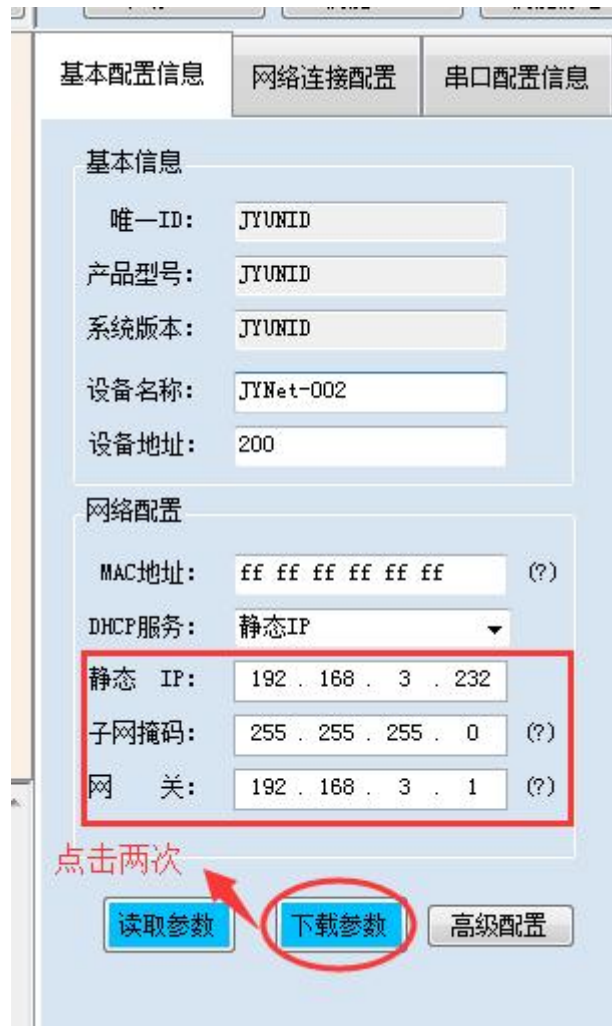 基本配置信息 网络连接配置 串口配置信息
基本信息
唯一ID: JYUNID
产品型号: JYUNID
系统版本: JYUNID
设备名称: JYNet-002
设备地址: 200
网络配置
MAC地址: ff ff ff ff ff ff (?)
DHCP服务: 静态IP
静态 IP: 192 . 168 . 3 . 232
子网掩码: 255 . 255 . 255 . 0 (?)
网 关: 192 . 168 . 3 . 1 (?)
点击两次
读取参数 下载参数 高级配置